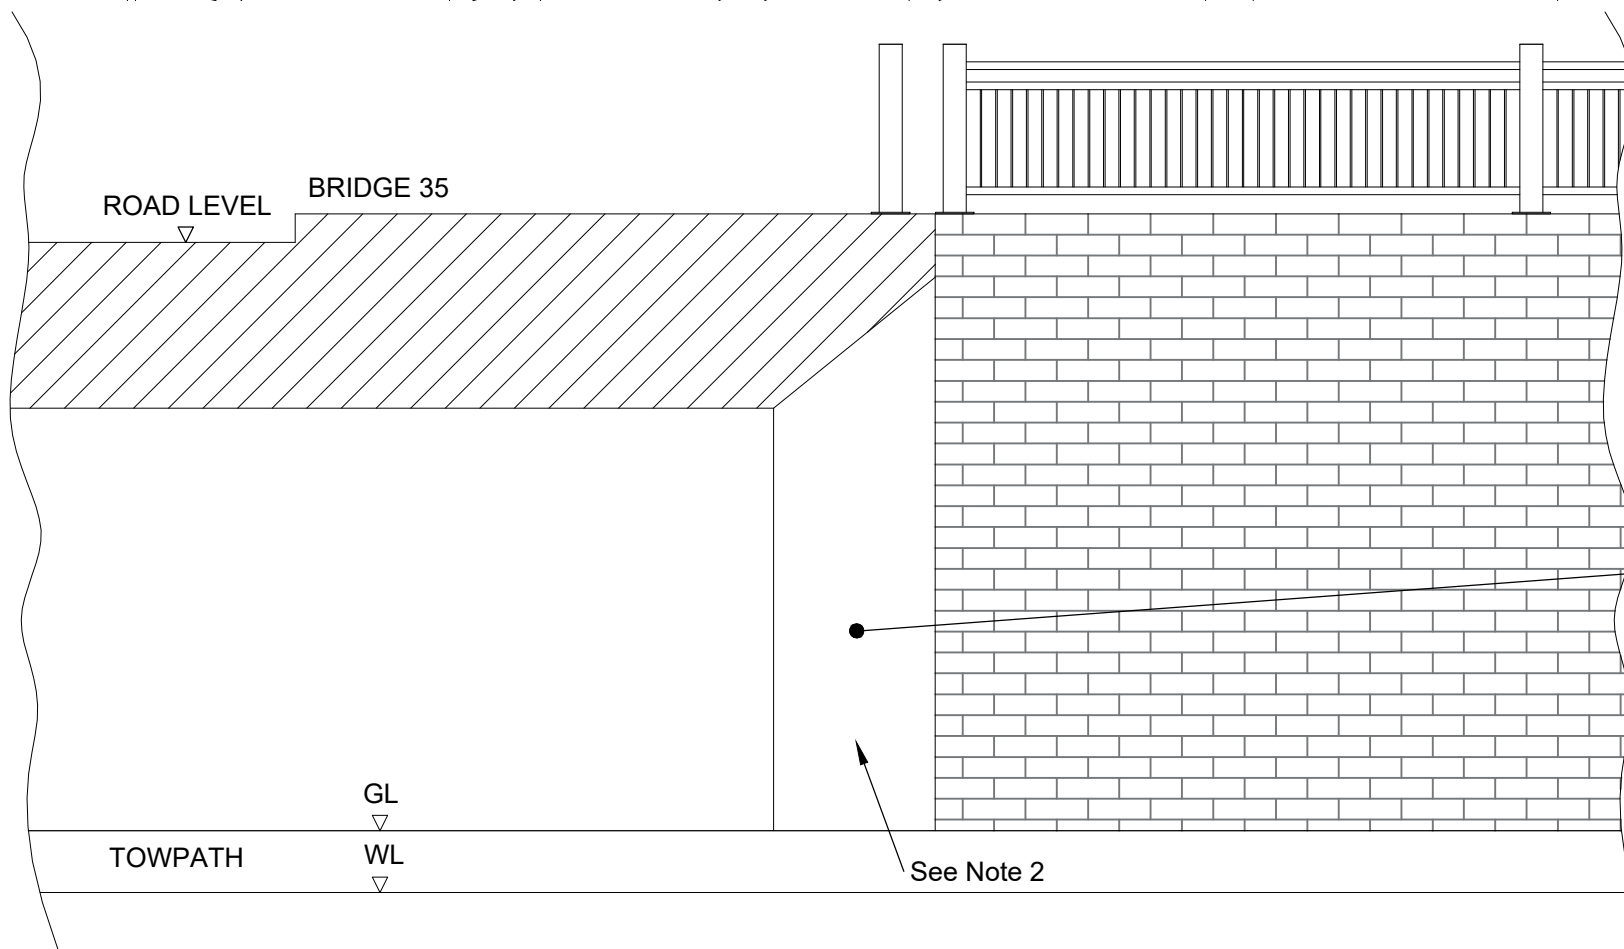 BRIDGE 35
ROAD LEVEL
GL
TOWPATH
WL
See Note 2